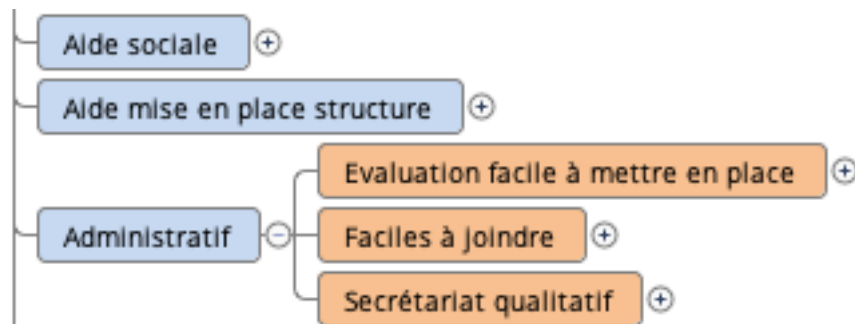 Aide sociale
Aide mise en place structure
Administratif
Evaluation facile à mettre en place
Faciles à joindre
Secrétariat qualitatif